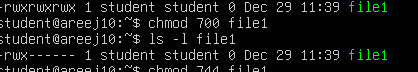 -rwxrwxrwx 1 student student 0 Dec 29 11:39 file1
student@areej10:~$ chmod 700 file1
student@areej10:~$ ls -l file1
-rwx------ 1 student student 0 Dec 29 11:39 file1
student@areej10:~$ chmod 744 file1